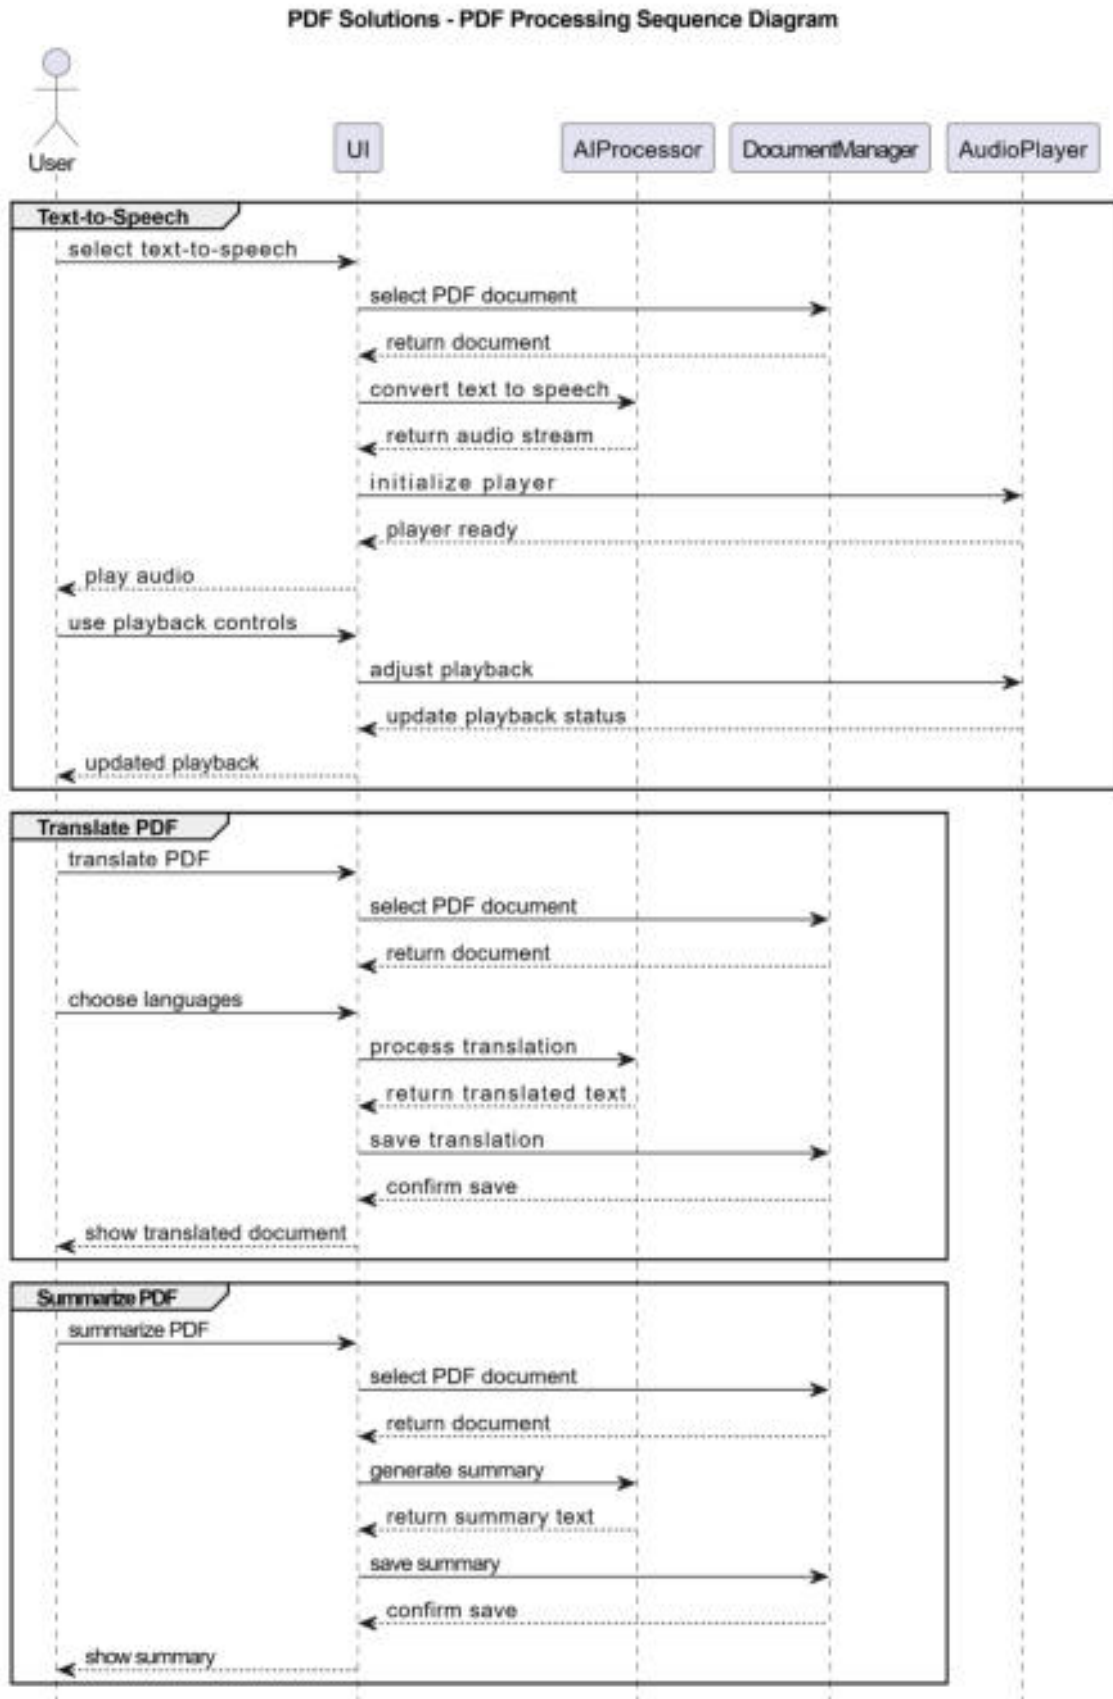 PDF Solutions - PDF Processing Sequence Diagram
User
UI
AIProcessor
DocumentManager
AudioPlayer
Text-to-Speech
select text-to-speech
select PDF document
return document
convert text to speech
return audio stream
initialize player
player ready
play audio
use playback controls
adjust playback
update playback status
updated playback
Translate PDF
translate PDF
select PDF document
return document
choose languages
process translation
return translated text
save translation
confirm save
show translated document
Summarize PDF
summarize PDF
select PDF document
return document
generate summary
return summary text
save summary
confirm save
show summary